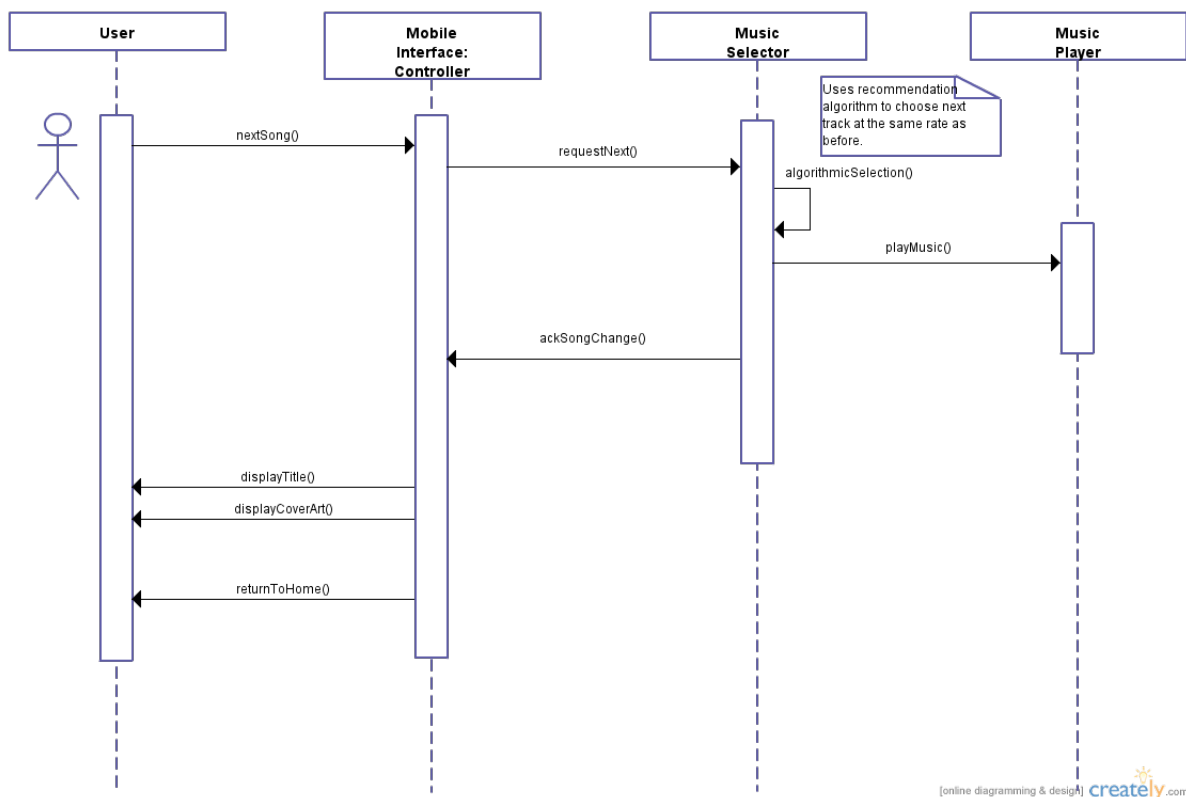 User
Mobile
Interface:
Controller
Music
Selector
Music
Player
Uses recommendation
algorithm to choose next
track at the same rate as
before.
nextSong()
requestNext()
algorithmicSelection()
playMusic()
ackSongChange()
displayTitle()
displayCoverArt()
returnToHome()
[online diagramming & design] creately.com